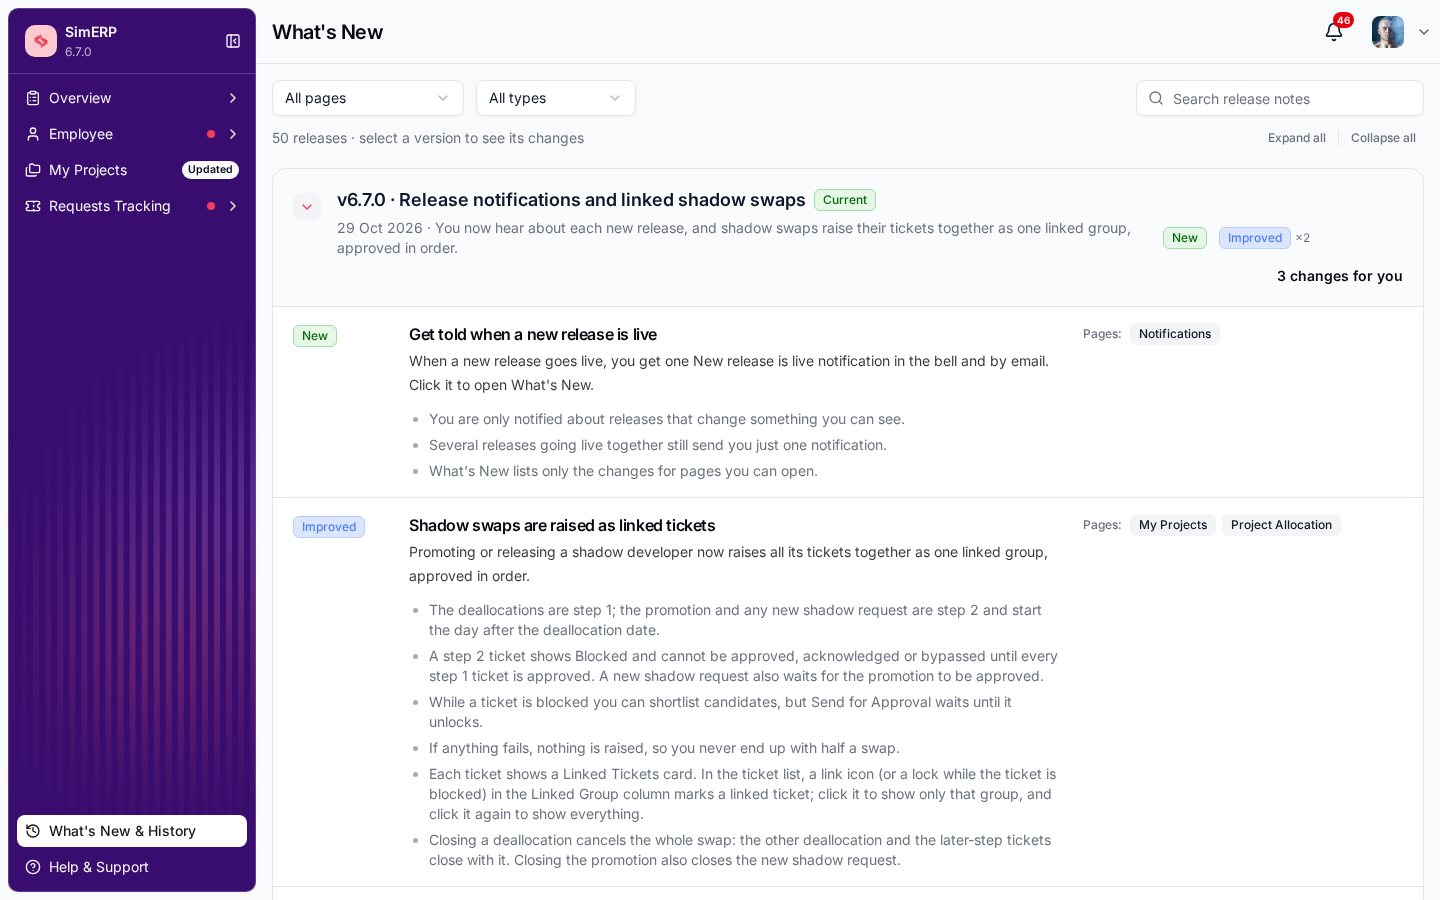 SimERP
6.7.0
Overview
Employee
My Projects
Updated
Requests Tracking
What's New & History
Help & Support
What's New
46
All pages
All types
Search release notes
50 releases · select a version to see its changes
Expand all
Collapse all
v6.7.0 · Release notifications and linked shadow swaps
Current
29 Oct 2026 · You now hear about each new release, and shadow swaps raise their tickets together as one linked group,
approved in order.
New
Improved ×2
3 changes for you
New
Get told when a new release is live
When a new release goes live, you get one New release is live notification in the bell and by email.
Click it to open What's New.
• You are only notified about releases that change something you can see.
• Several releases going live together still send you just one notification.
• What's New lists only the changes for pages you can open.
Pages: Notifications
Improved
Shadow swaps are raised as linked tickets
Promoting or releasing a shadow developer now raises all its tickets together as one linked group,
approved in order.
• The deallocations are step 1; the promotion and any new shadow request are step 2 and start
the day after the deallocation date.
• A step 2 ticket shows Blocked and cannot be approved, acknowledged or bypassed until every
step 1 ticket is approved. A new shadow request also waits for the promotion to be approved.
• While a ticket is blocked you can shortlist candidates, but Send for Approval waits until it
unlocks.
• If anything fails, nothing is raised, so you never end up with half a swap.
• Each ticket shows a Linked Tickets card. In the ticket list, a link icon (or a lock while the ticket is
blocked) in the Linked Group column marks a linked ticket; click it to show only that group, and
click it again to show everything.
• Closing a deallocation cancels the whole swap: the other deallocation and the later-step tickets
close with it. Closing the promotion also closes the new shadow request.
Pages: My Projects Project Allocation